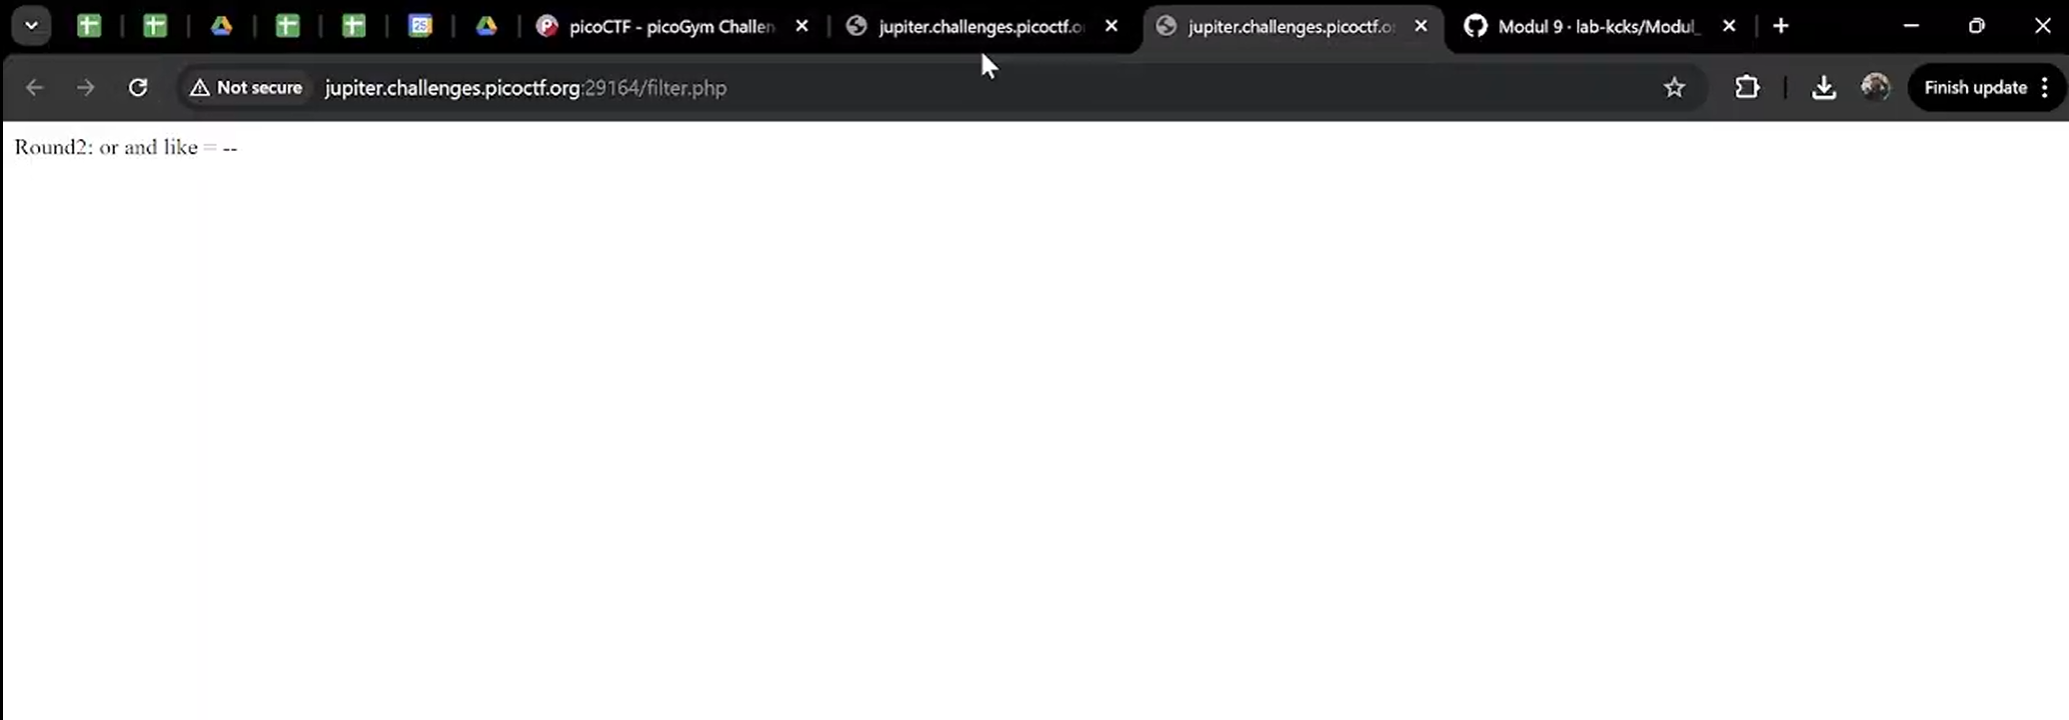 picoCTF - picoGym Challen
jupiter.challenges.picoctf.o
jupiter.challenges.picoctf.o
Modul 9 · lab-kcks/Modul_
Not secure
jupiter.challenges.picoctf.org:29164/filter.php
Finish update
Round2: or and like = --